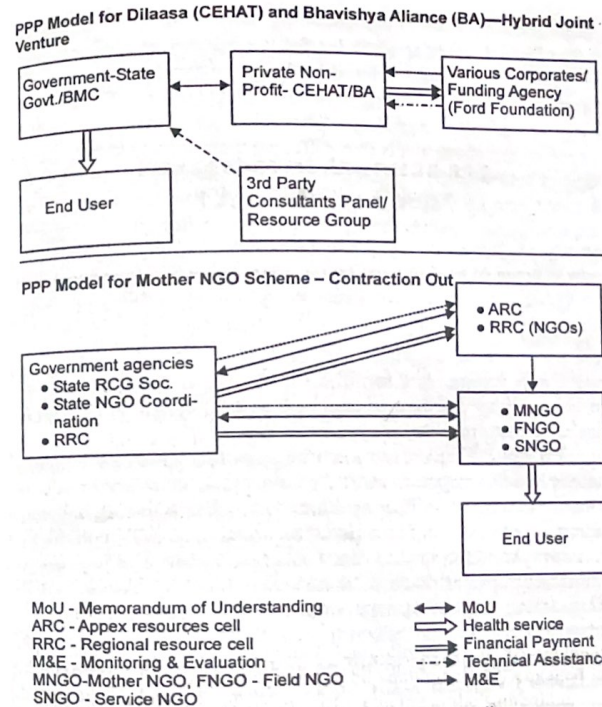 PPP Model for Dilaasa (CEHAT) and Bhavishya Aliance (BA)—Hybrid Joint
Venture
Government-State
Govt./BMC
Private Non-
Profit- CEHAT/BA
Various Corporates/
Funding Agency
(Ford Foundation)
End User
3rd Party
Consultants Panel/
Resource Group
PPP Model for Mother NGO Scheme – Contraction Out
• ARC
• RRC (NGOs)
Government agencies
• State RCG Soc.
• State NGO Coordi-
nation
• RRC
• MNGO
• FNGO
• SNGO
End User
MoU - Memorandum of Understanding
ARC - Appex resources cell
RRC - Regional resource cell
M&E - Monitoring & Evaluation
MNGO-Mother NGO, FNGO - Field NGO
SNGO - Service NGO
MoU
Health service
Financial Payment
Technical Assistance
M&E